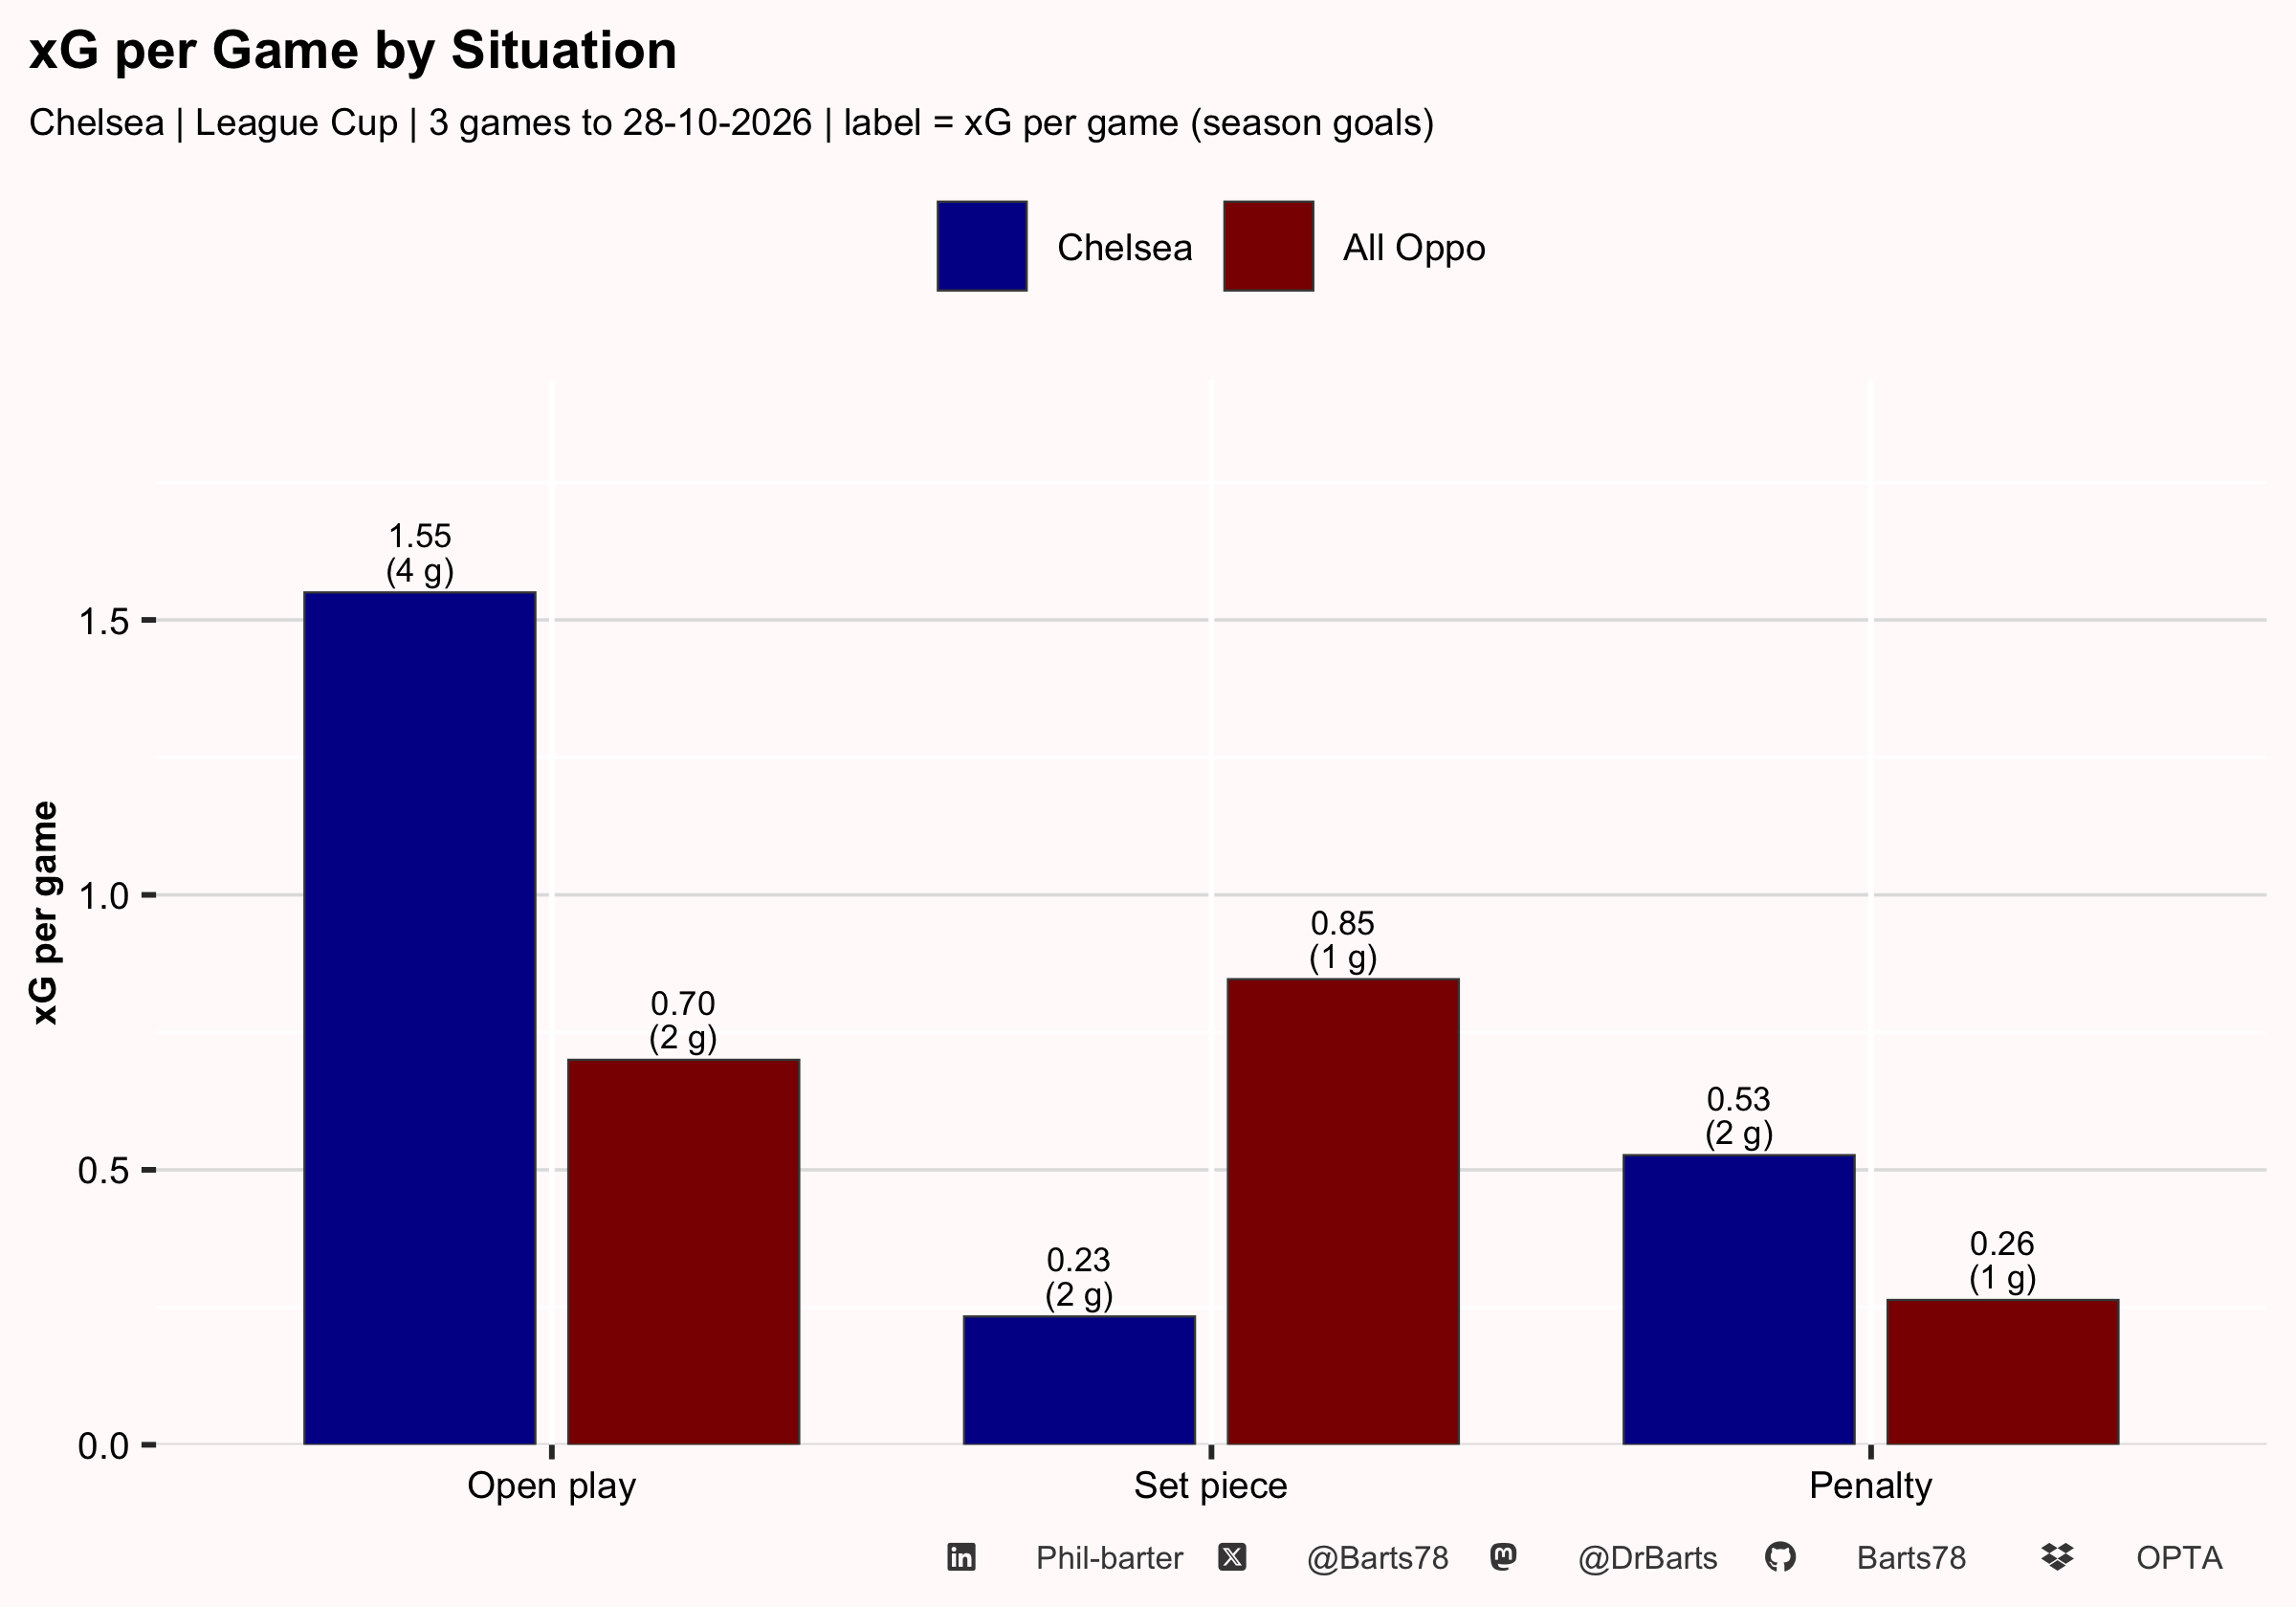 xG per Game by Situation
Chelsea | League Cup | 3 games to 28-10-2026 | label = xG per game (season goals)
Chelsea
All Oppo
xG per game
1.5
1.0
0.5
0.0
1.55
(4 g)
0.70
(2 g)
0.23
(2 g)
0.85
(1 g)
0.53
(2 g)
0.26
(1 g)
Open play
Set piece
Penalty
Phil-barter @Barts78 @DrBarts Barts78 OPTA